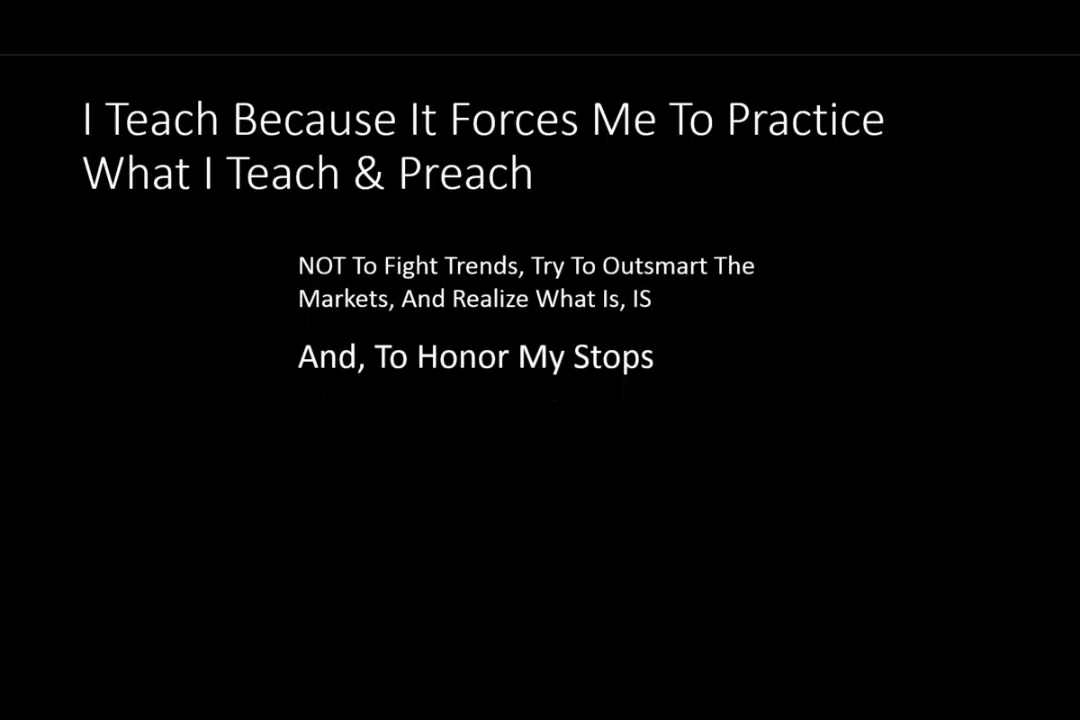 I Teach Because It Forces Me To Practice
What I Teach & Preach
NOT To Fight Trends, Try To Outsmart The
Markets, And Realize What Is, IS
And, To Honor My Stops